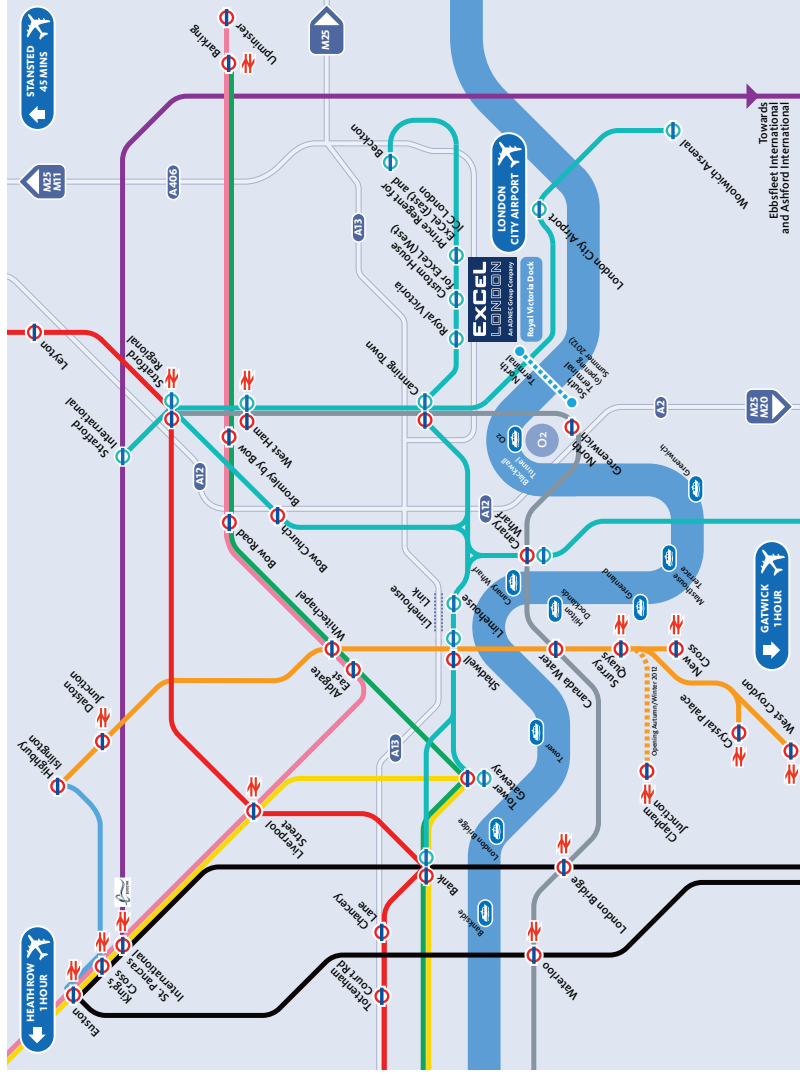 HEATHROW
1 HOUR
STANSTED
45 MINS
M25
M11
M25
Upminster
Barking
Leyton
Stratford
Regional
Stratford
International
A406
A12
A13
Highbury
Islington
Dalston
Junction
Euston
King's
Cross
St. Pancras
International
Liverpool
Street
Aldgate
East
Whitechapel
Bow Road
Bow Church
Bromley by Bow
West Ham
Beckton
Prince Regent for
ExCeL (East) and
ICC London
Custom House
for ExCeL (West)
Royal Victoria
Canning Town
Tottenham
Court Rd
Chancery
Lane
Bank
A13
Tower
Gateway
Shadwell
Limehouse
Limehouse
Link
A12
EXCEL
LONDON
An ADNEC Group Company
Royal Victoria Dock
LONDON
CITY AIRPORT
London City Airport
Woolwich Arsenal
North
Terminal
South
Terminal
(opening
Summer 2012)
O2
O2
Blackwall
Tunnel
North
Greenwich
Canary
Wharf
Canary Wharf
Hilton
Docklands
Greenland
Masthouse
Terrace
Greenwich
Tower
London Bridge
Bankside
Waterloo
London Bridge
Canada Water
Surrey
Quays
New
Cross
Opening Autumn/Winter 2012
Clapham
Junction
Crystal Palace
West Croydon
A2
M25
M20
GATWICK
1 HOUR
Towards
Ebbsfleet International
and Ashford International